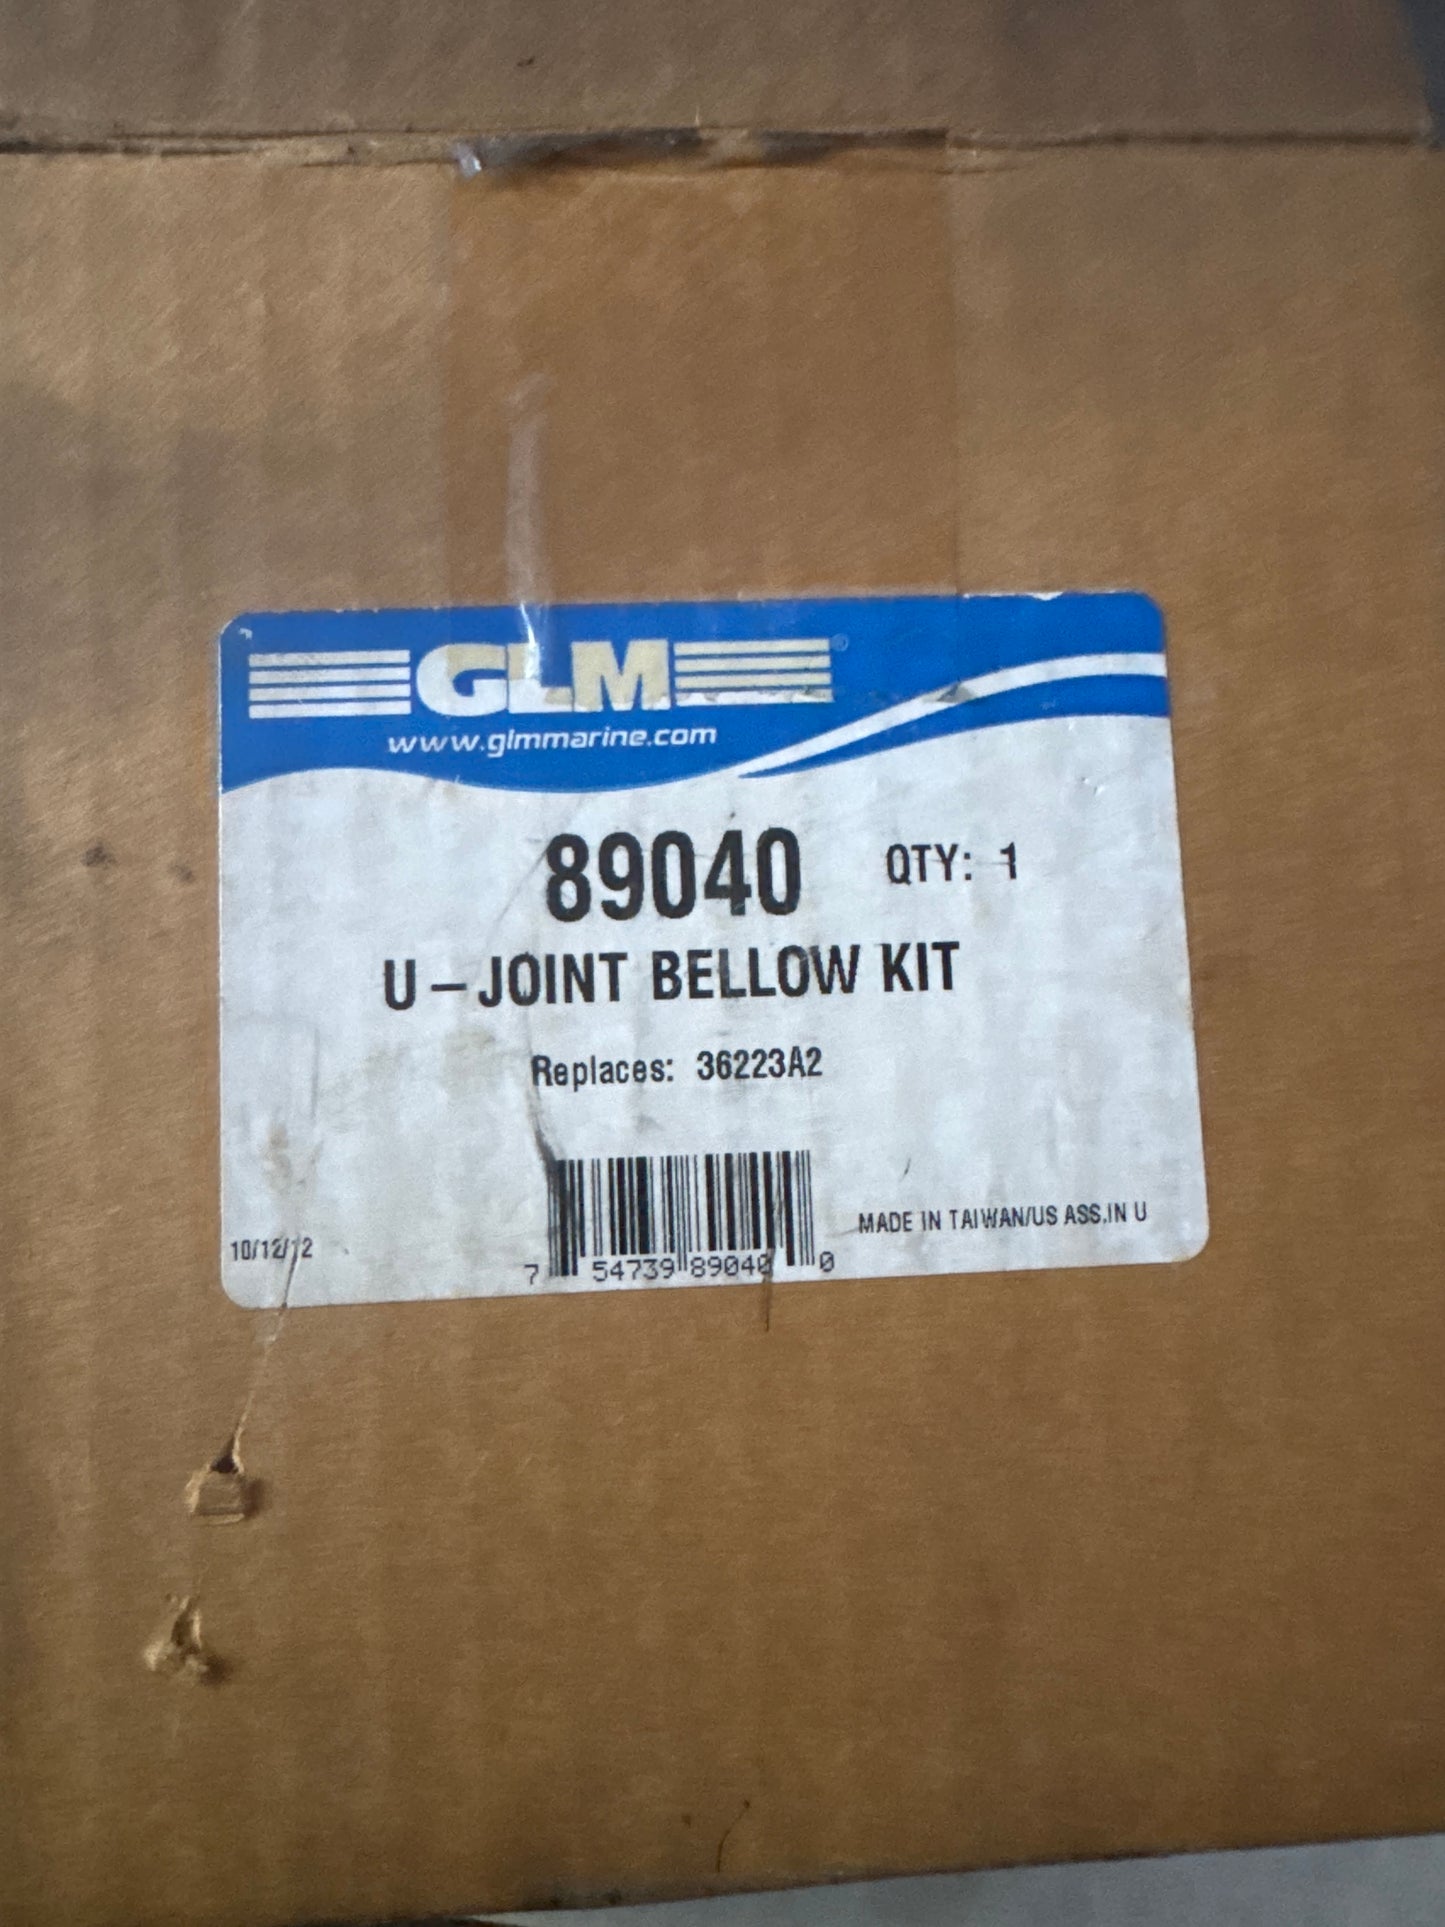 GLM®
www.glmmarine.com
89040 QTY: 1
U-JOINT BELLOW KIT
Replaces: 36223A2
10/12/12
7 54739 89040 0
MADE IN TAIWAN/US ASS.IN U